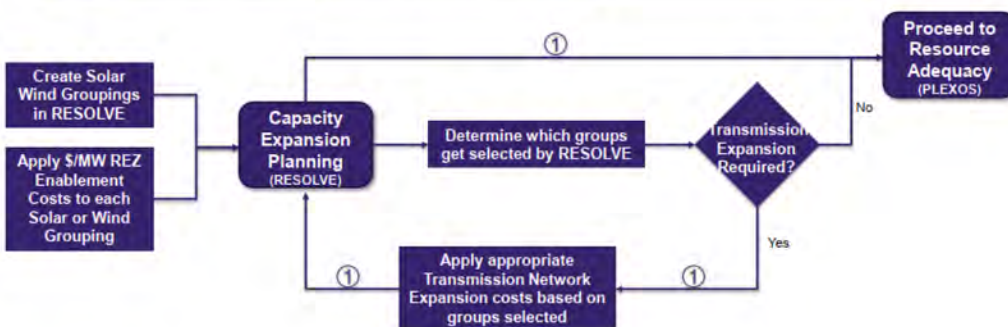 Create Solar
Wind Groupings
in RESOLVE
Apply $/MW REZ
Enablement
Costs to each
Solar or Wind
Grouping
Capacity
Expansion
Planning
(RESOLVE)
①
Determine which groups
get selected by RESOLVE
Transmission
Expansion
Required?
No
Proceed to
Resource
Adequacy
(PLEXOS)
Yes
①
Apply appropriate
Transmission Network
Expansion costs based on
groups selected
①